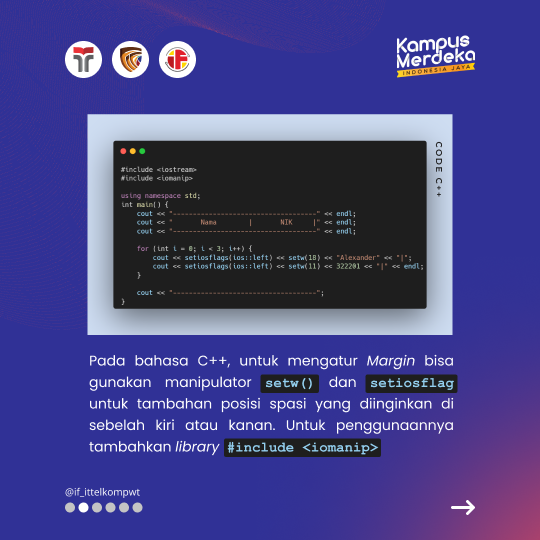 Kampus
Merdeka
INDONESIA JAYA
CODE C++
#include <iostream>
#include <iomanip>
using namespace std;
int main() {
cout << "------------------------------------" << endl;
cout << "       Nama        |       NIK     |" << endl;
cout << "------------------------------------" << endl;
for (int i = 0; i < 3; i++) {
cout << setiosflags(ios::left) << setw(18) << "Alexander" << "|";
cout << setiosflags(ios::left) << setw(11) << 322201 << "|" << endl;
}
cout << "------------------------------------";
}
Pada bahasa C++, untuk mengatur Margin bisa
gunakan manipulator setw() dan setiosflag
untuk tambahan posisi spasi yang diinginkan di
sebelah kiri atau kanan. Untuk penggunaannya
tambahkan library #include <iomanip>
@if_ittelkompwt